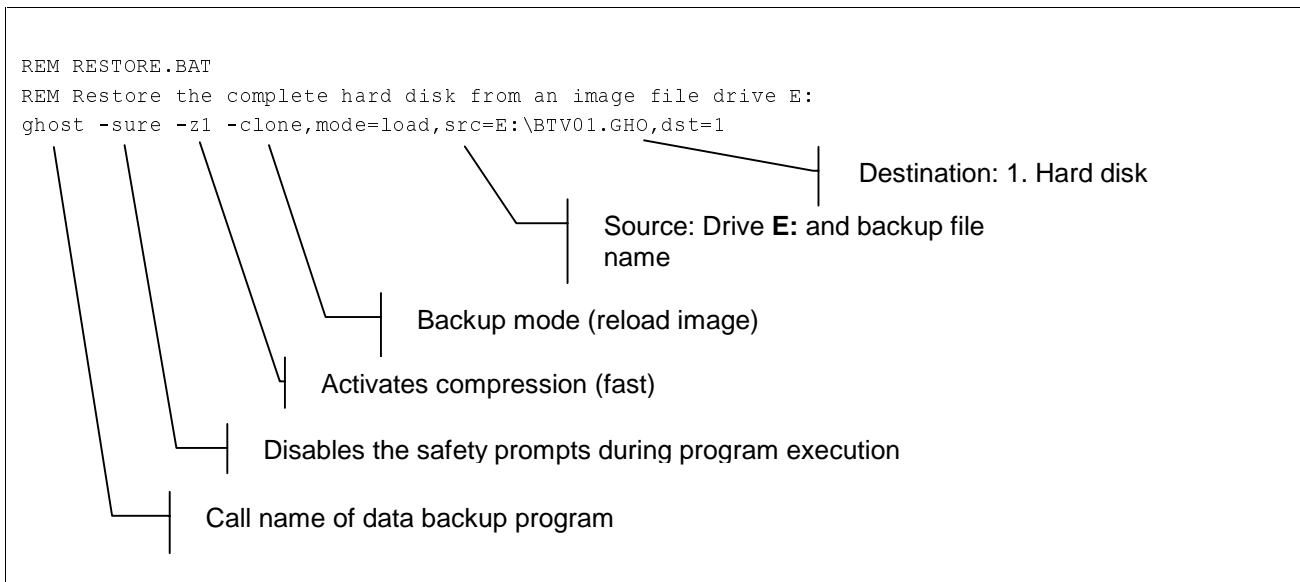 REM RESTORE.BAT
REM Restore the complete hard disk from an image file drive E:
ghost -sure -z1 -clone,mode=load,src=E:\BTV01.GHO,dst=1
Destination: 1. Hard disk
Source: Drive E: and backup file
name
Backup mode (reload image)
Activates compression (fast)
Disables the safety prompts during program execution
Call name of data backup program